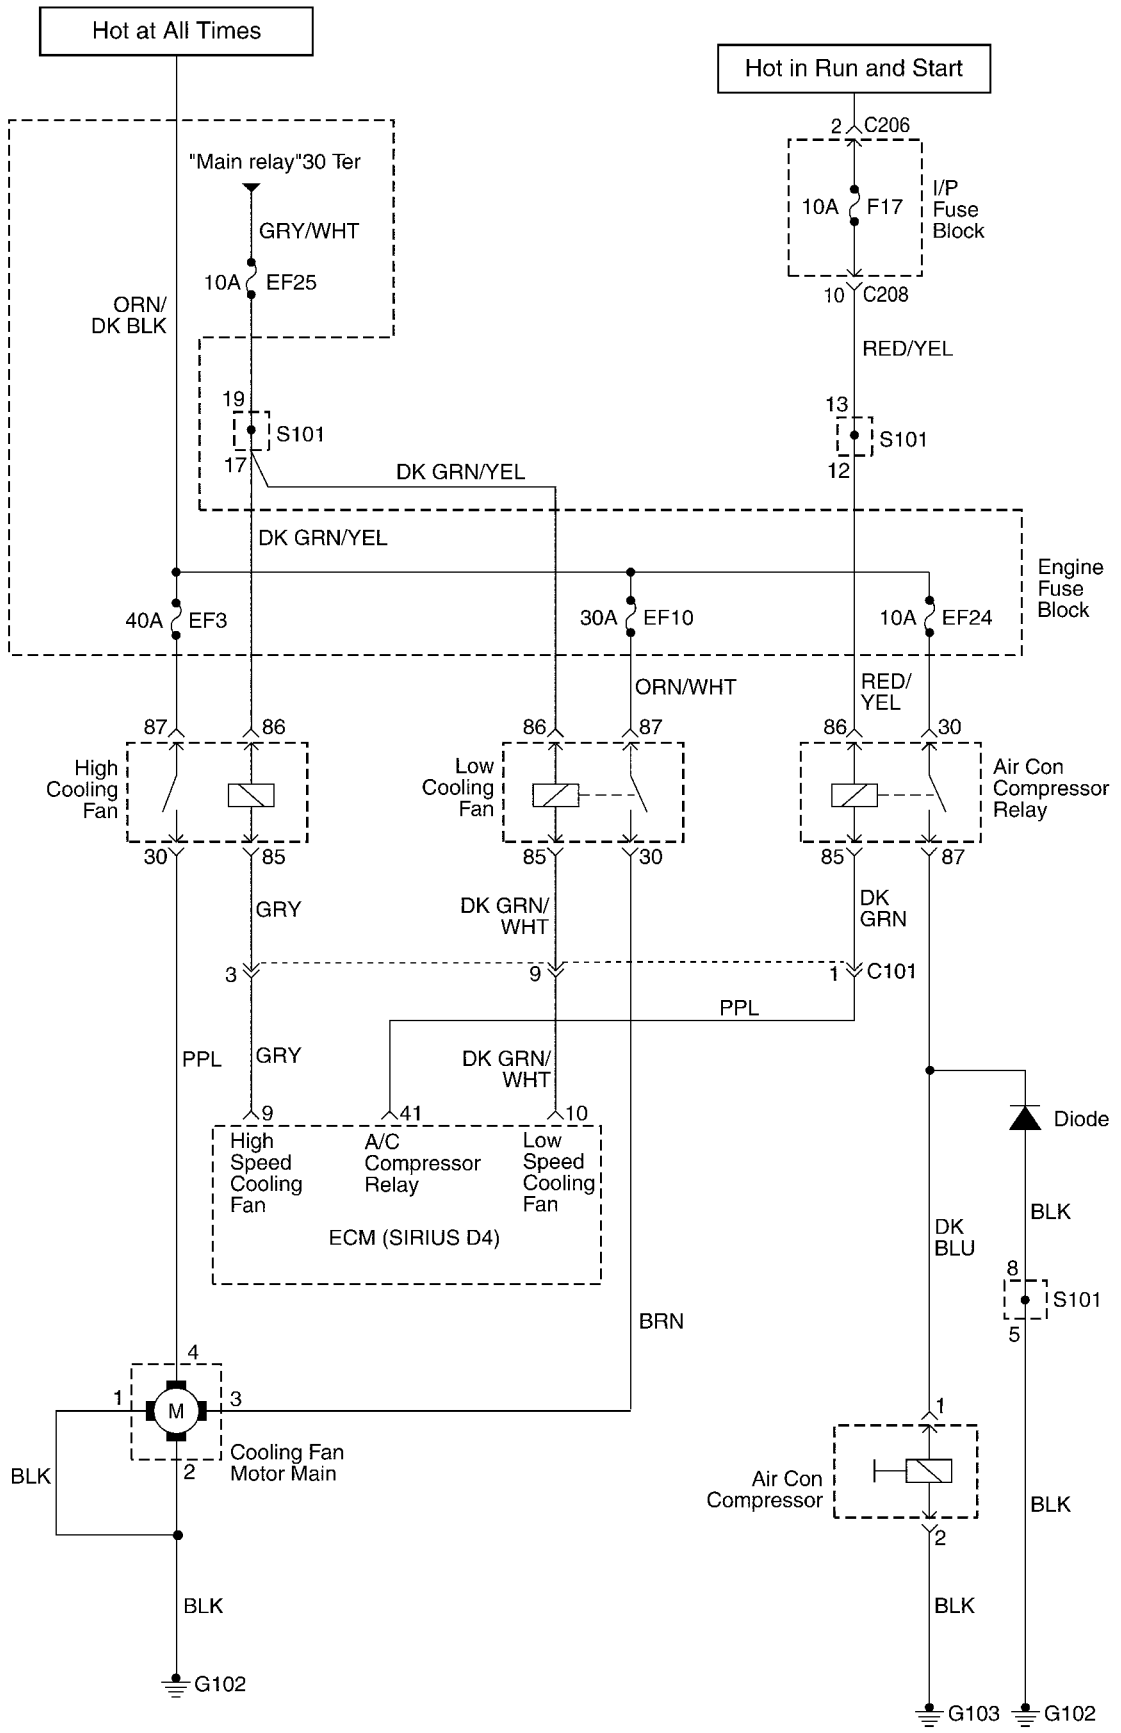 Hot at All Times
Hot in Run and Start
2 C206
"Main relay"30 Ter
GRY/WHT
10A EF25
10A F17
I/P
Fuse
Block
10 C208
ORN/
DK BLK
RED/YEL
19
S101
17
13
S101
12
DK GRN/YEL
DK GRN/YEL
Engine
Fuse
Block
40A EF3
30A EF10
10A EF24
ORN/WHT
RED/
YEL
87 86
86 87
86 30
High
Cooling
Fan
Low
Cooling
Fan
Air Con
Compressor
Relay
30 85
85 30
85 87
GRY
DK GRN/
WHT
DK
GRN
3
9
1 C101
PPL
PPL
GRY
DK GRN/
WHT
9
41
10
High
Speed
Cooling
Fan
A/C
Compressor
Relay
Low
Speed
Cooling
Fan
ECM (SIRIUS D4)
Diode
BLK
DK
BLU
8
S101
5
BRN
4
1
M
3
2
Cooling Fan
Motor Main
BLK
1
Air Con
Compressor
2
BLK
BLK
BLK
G102
G103
G102